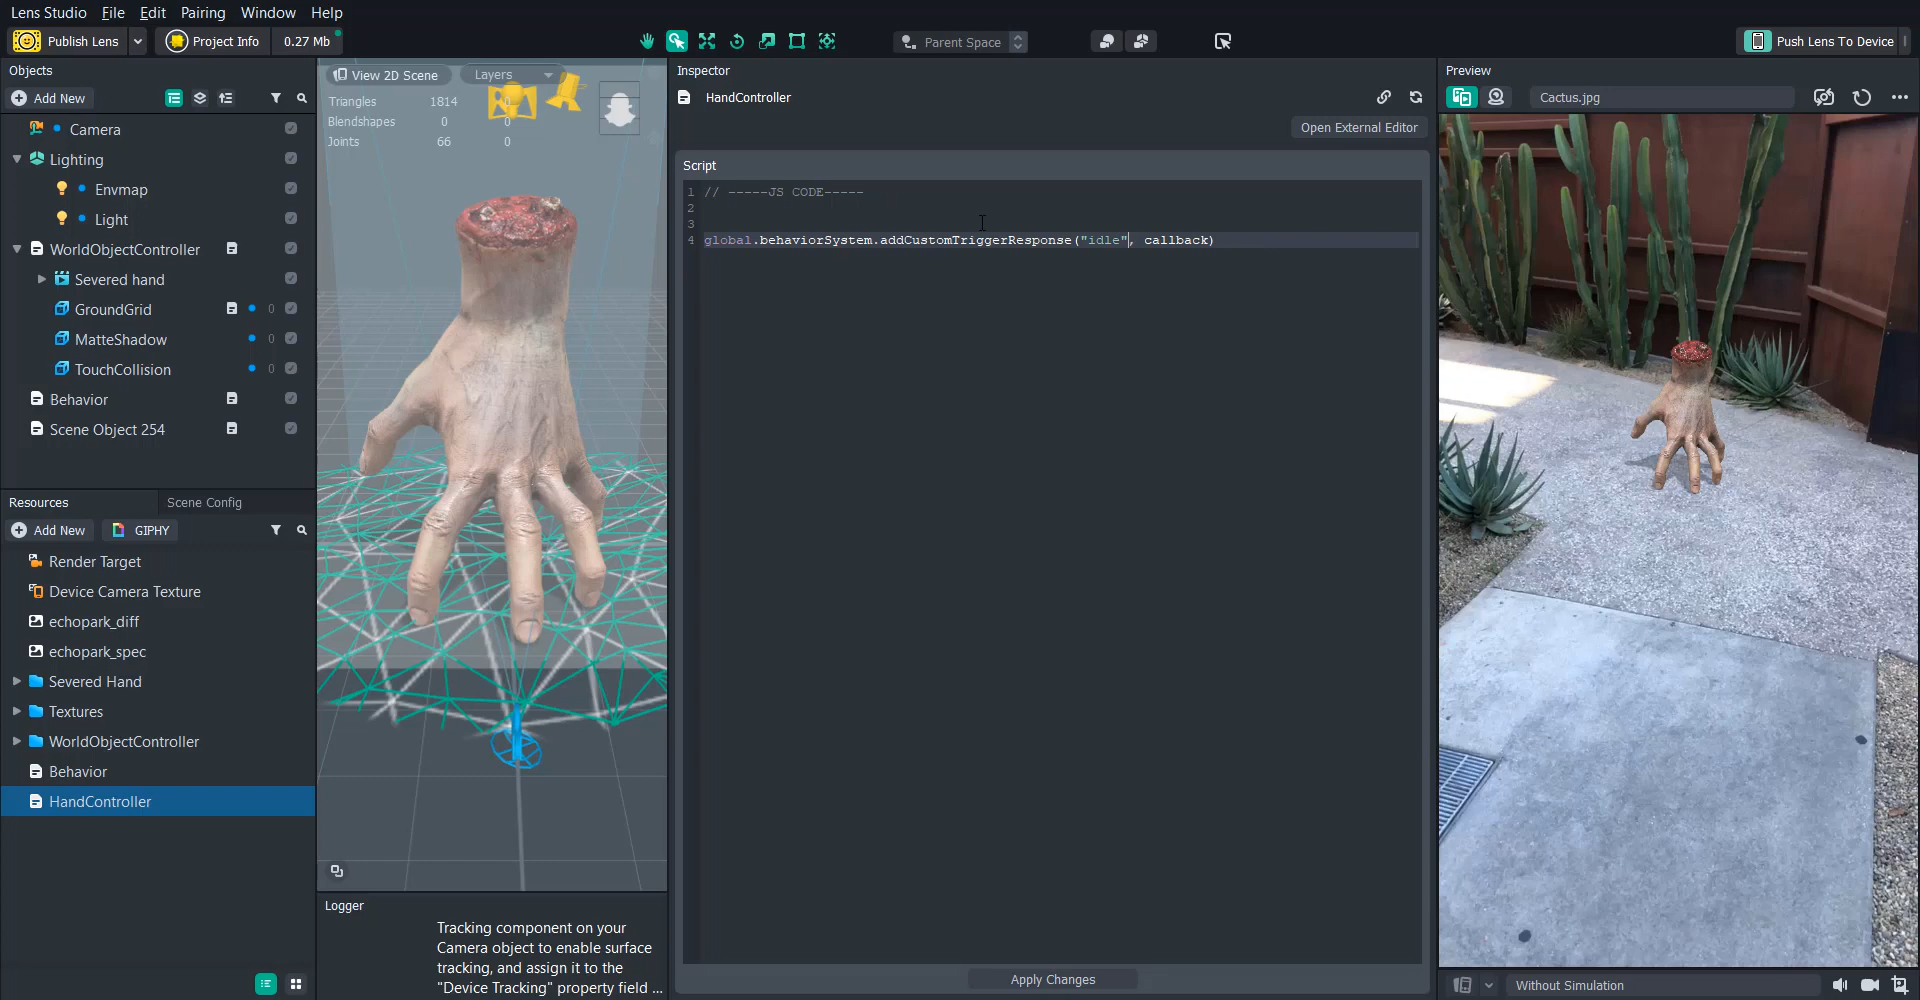 Lens Studio File Edit Pairing Window Help
Publish Lens Project Info 0.27 Mb Parent Space Push Lens To Device
Objects
Add New
Camera
Lighting
Envmap
Light
WorldObjectController
Severed hand
GroundGrid 0
MatteShadow 0
TouchCollision 0
Behavior
Scene Object 254
Resources Scene Config
Add New GIPHY
Render Target
Device Camera Texture
echopark_diff
echopark_spec
Severed Hand
Textures
WorldObjectController
Behavior
HandController
View 2D Scene Layers
Triangles 1814 0
Blendshapes 0 0
Joints 66 0
Logger
Tracking component on your
Camera object to enable surface
tracking, and assign it to the
"Device Tracking" property field ...
Inspector
HandController
Open External Editor
Script
1 // -----JS CODE-----
2
3
4 global.behaviorSystem.addCustomTriggerResponse("idle", callback)
Apply Changes
Preview
Cactus.jpg
Without Simulation